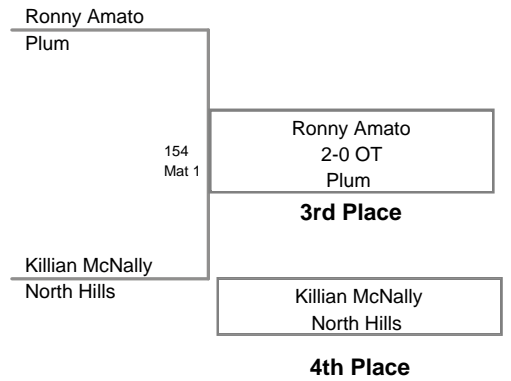 Ronny Amato
Plum
154
Mat 1
Ronny Amato
2-0 OT
Plum
3rd Place
Killian McNally
North Hills
Killian McNally
North Hills
4th Place